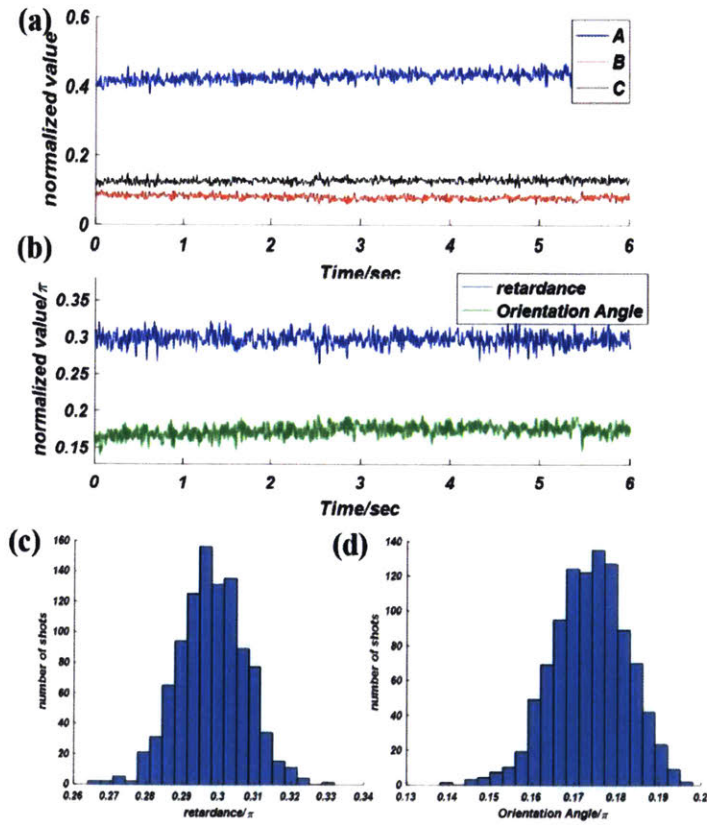 (a)
normalized value
0.6
0.4
0.2
0
A
B
C
0 1 2 3 4 5 6
Time/sec
(b)
normalized value/π
0.35
0.3
0.25
0.2
0.15
retardance
Orientation Angle
0 1 2 3 4 5 6
Time/sec
(c)
number of shots
160
140
120
100
80
60
40
20
0
0.26 0.27 0.28 0.29 0.3 0.31 0.32 0.33 0.34
retardance/π
(d)
number of shots
140
120
100
80
60
40
20
0
0.13 0.14 0.15 0.16 0.17 0.18 0.19 0.2
Orientation Angle/π